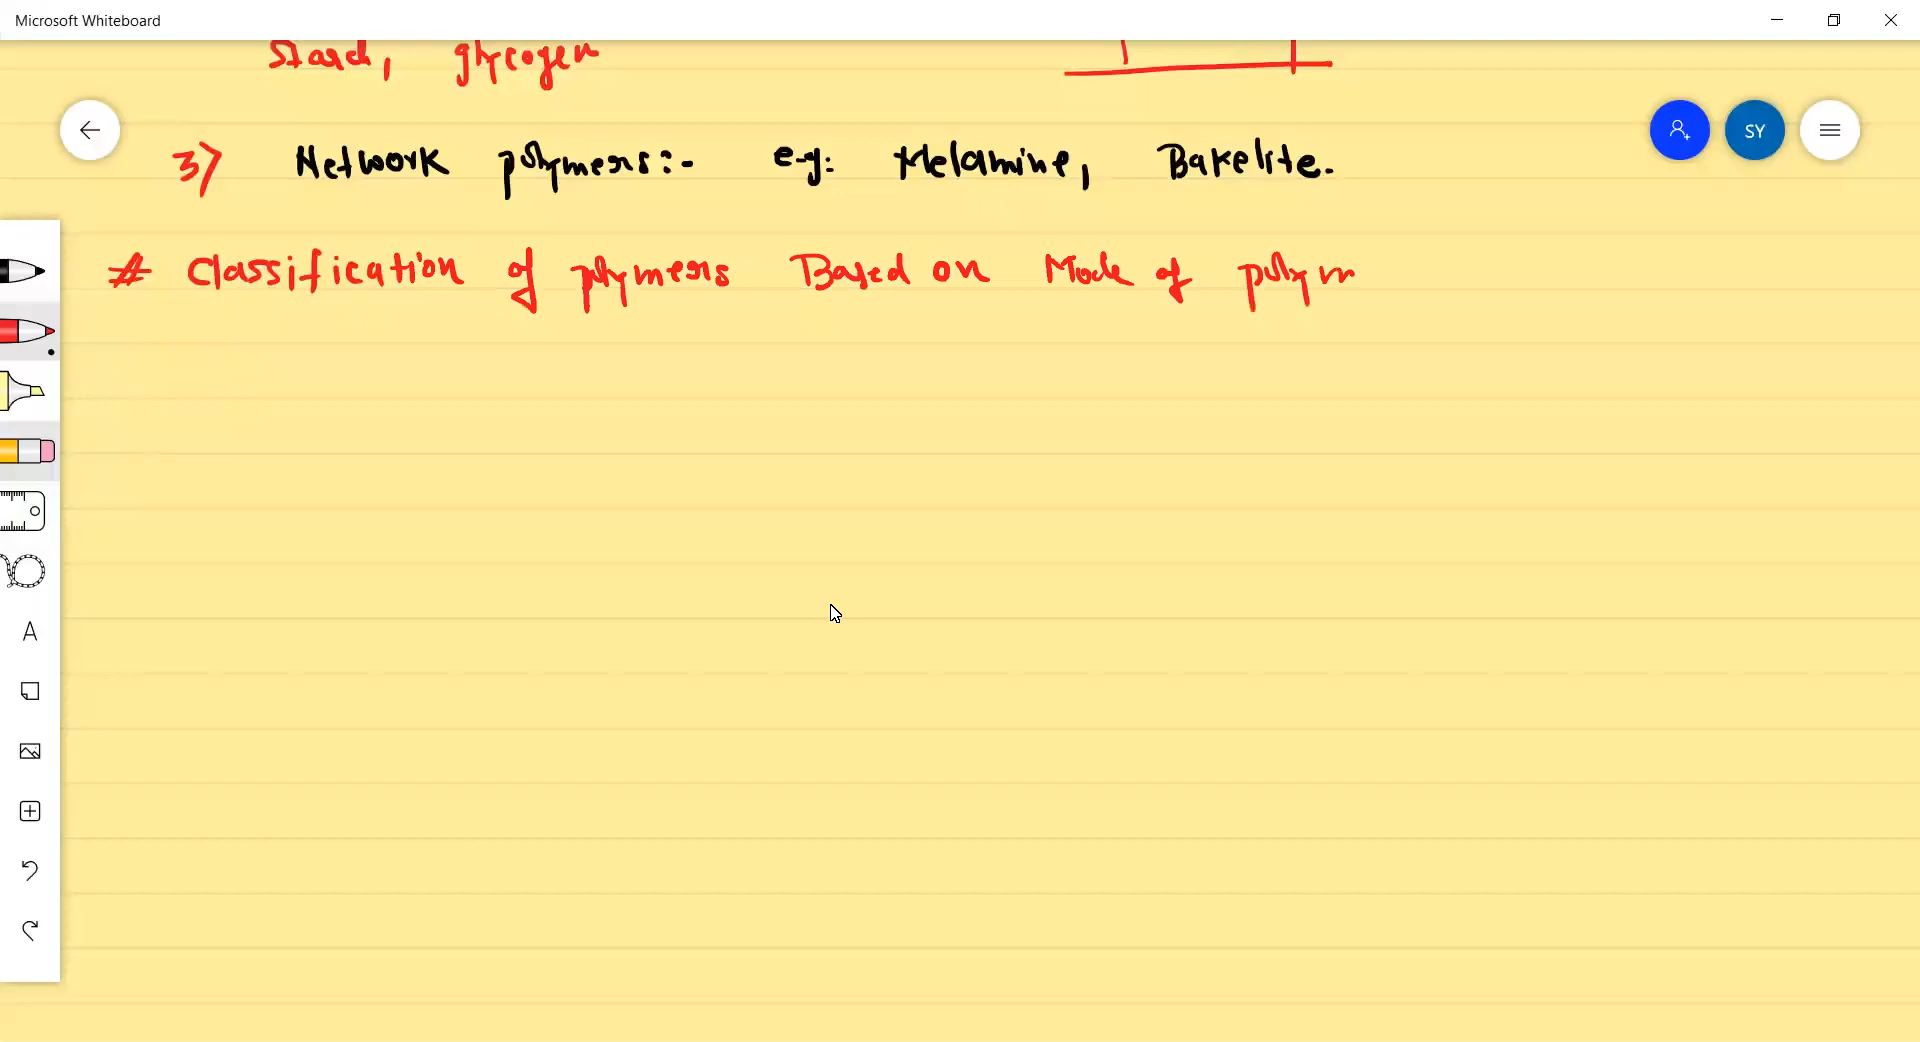 Microsoft Whiteboard
Starch, glycogen
SY
3) Network polymers:- e.g: Melamine, Bakelite.
# Classification of polymers Based on Mode of polym
A